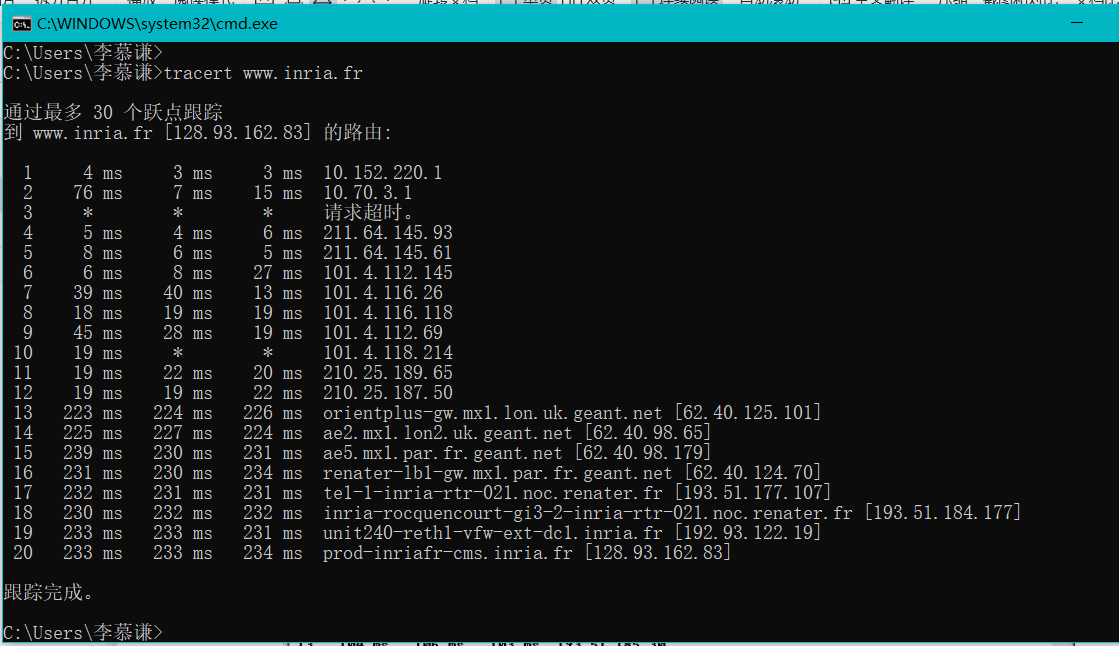 C:\WINDOWS\system32\cmd.exe
C:\Users\李慕谦>
C:\Users\李慕谦>tracert www.inria.fr
通过最多 30 个跃点跟踪
到 www.inria.fr [128.93.162.83] 的路由:
1 4 ms 3 ms 3 ms 10.152.220.1
2 76 ms 7 ms 15 ms 10.70.3.1
3 * * * 请求超时。
4 5 ms 4 ms 6 ms 211.64.145.93
5 8 ms 6 ms 5 ms 211.64.145.61
6 6 ms 8 ms 27 ms 101.4.112.145
7 39 ms 40 ms 13 ms 101.4.116.26
8 18 ms 19 ms 19 ms 101.4.116.118
9 45 ms 28 ms 19 ms 101.4.112.69
10 19 ms * * 101.4.118.214
11 19 ms 22 ms 20 ms 210.25.189.65
12 19 ms 19 ms 22 ms 210.25.187.50
13 223 ms 224 ms 226 ms orientplus-gw.mx1.lon.uk.geant.net [62.40.125.101]
14 225 ms 227 ms 224 ms ae2.mx1.lon2.uk.geant.net [62.40.98.65]
15 239 ms 230 ms 231 ms ae5.mx1.par.fr.geant.net [62.40.98.179]
16 231 ms 230 ms 234 ms renater-lb1-gw.mx1.par.fr.geant.net [62.40.124.70]
17 232 ms 231 ms 231 ms tel-1-inria-rtr-021.noc.renater.fr [193.51.177.107]
18 230 ms 232 ms 232 ms inria-rocquencourt-gi3-2-inria-rtr-021.noc.renater.fr [193.51.184.177]
19 233 ms 233 ms 231 ms unit240-reth1-vfw-ext-dc1.inria.fr [192.93.122.19]
20 233 ms 233 ms 234 ms prod-inriafr-cms.inria.fr [128.93.162.83]
跟踪完成。
C:\Users\李慕谦>